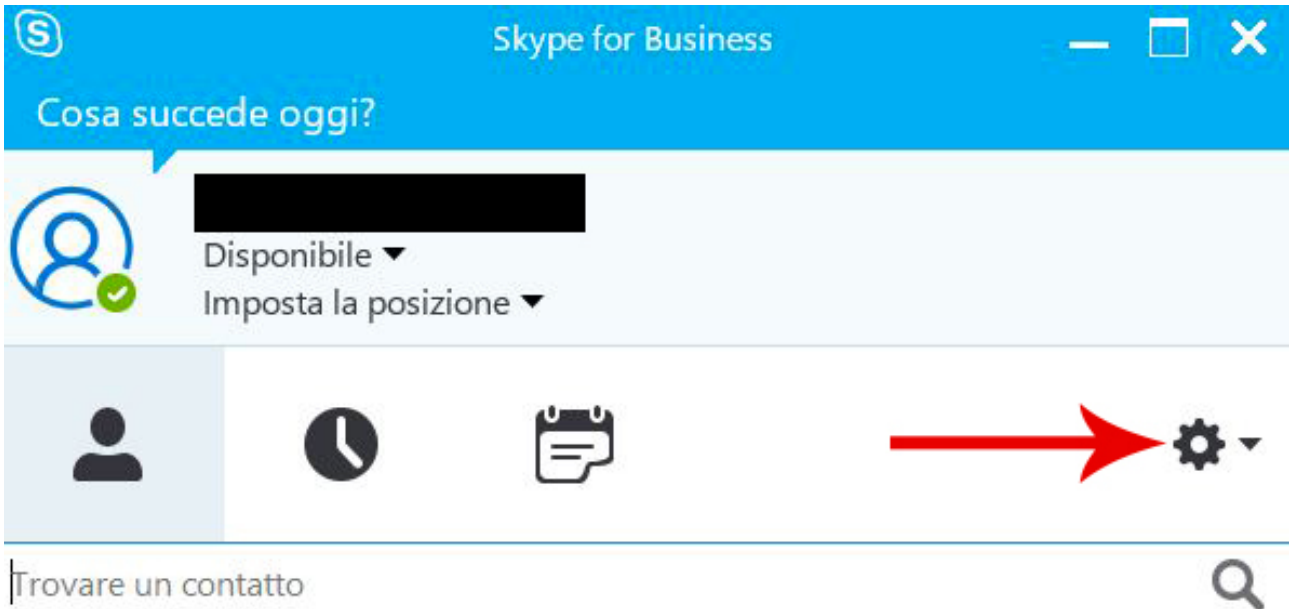 Skype for Business
Cosa succede oggi?
Disponibile
Imposta la posizione
Trovare un contatto